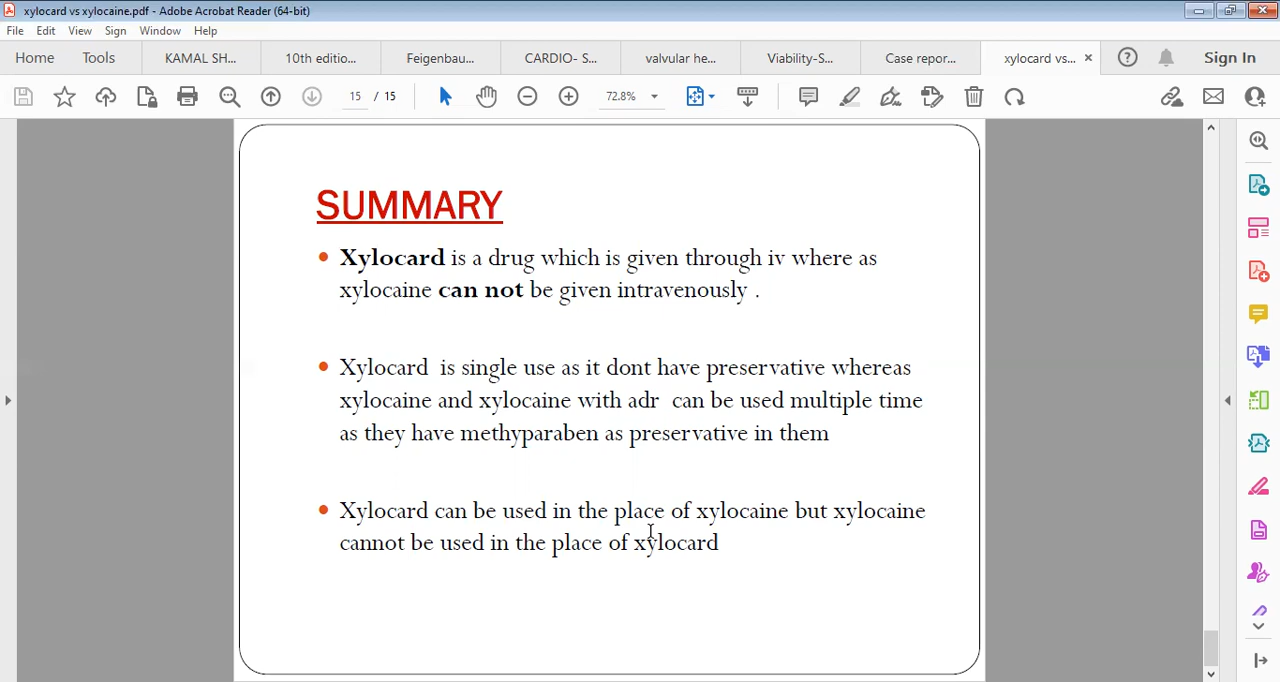 xylocard vs xylocaine.pdf - Adobe Acrobat Reader (64-bit)
File Edit View Sign Window Help
Home Tools KAMAL SH... 10th editio... Feigenbau... CARDIO- S... valvular he... Viability-S... Case repor... xylocard vs... Sign In
15 / 15 72.8%
SUMMARY
Xylocard is a drug which is given through iv where as
xylocaine can not be given intravenously .
Xylocard is single use as it dont have preservative whereas
xylocaine and xylocaine with adr can be used multiple time
as they have methyparaben as preservative in them
Xylocard can be used in the place of xylocaine but xylocaine
cannot be used in the place of xylocard